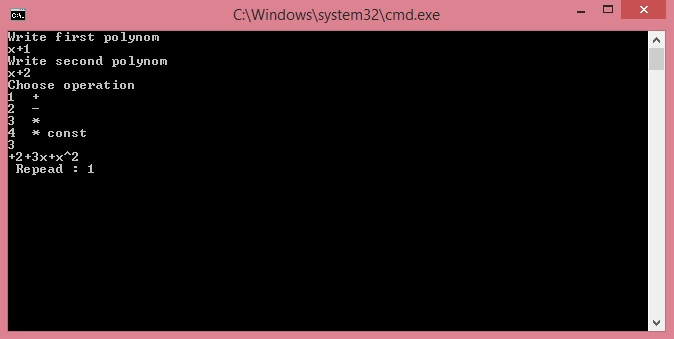 C:\Windows\system32\cmd.exe
Write first polynom
x+1
Write second polynom
x+2
Choose operation
1  +
2  -
3  *
4  * const
3
+2+3x+x^2
 Repead : 1